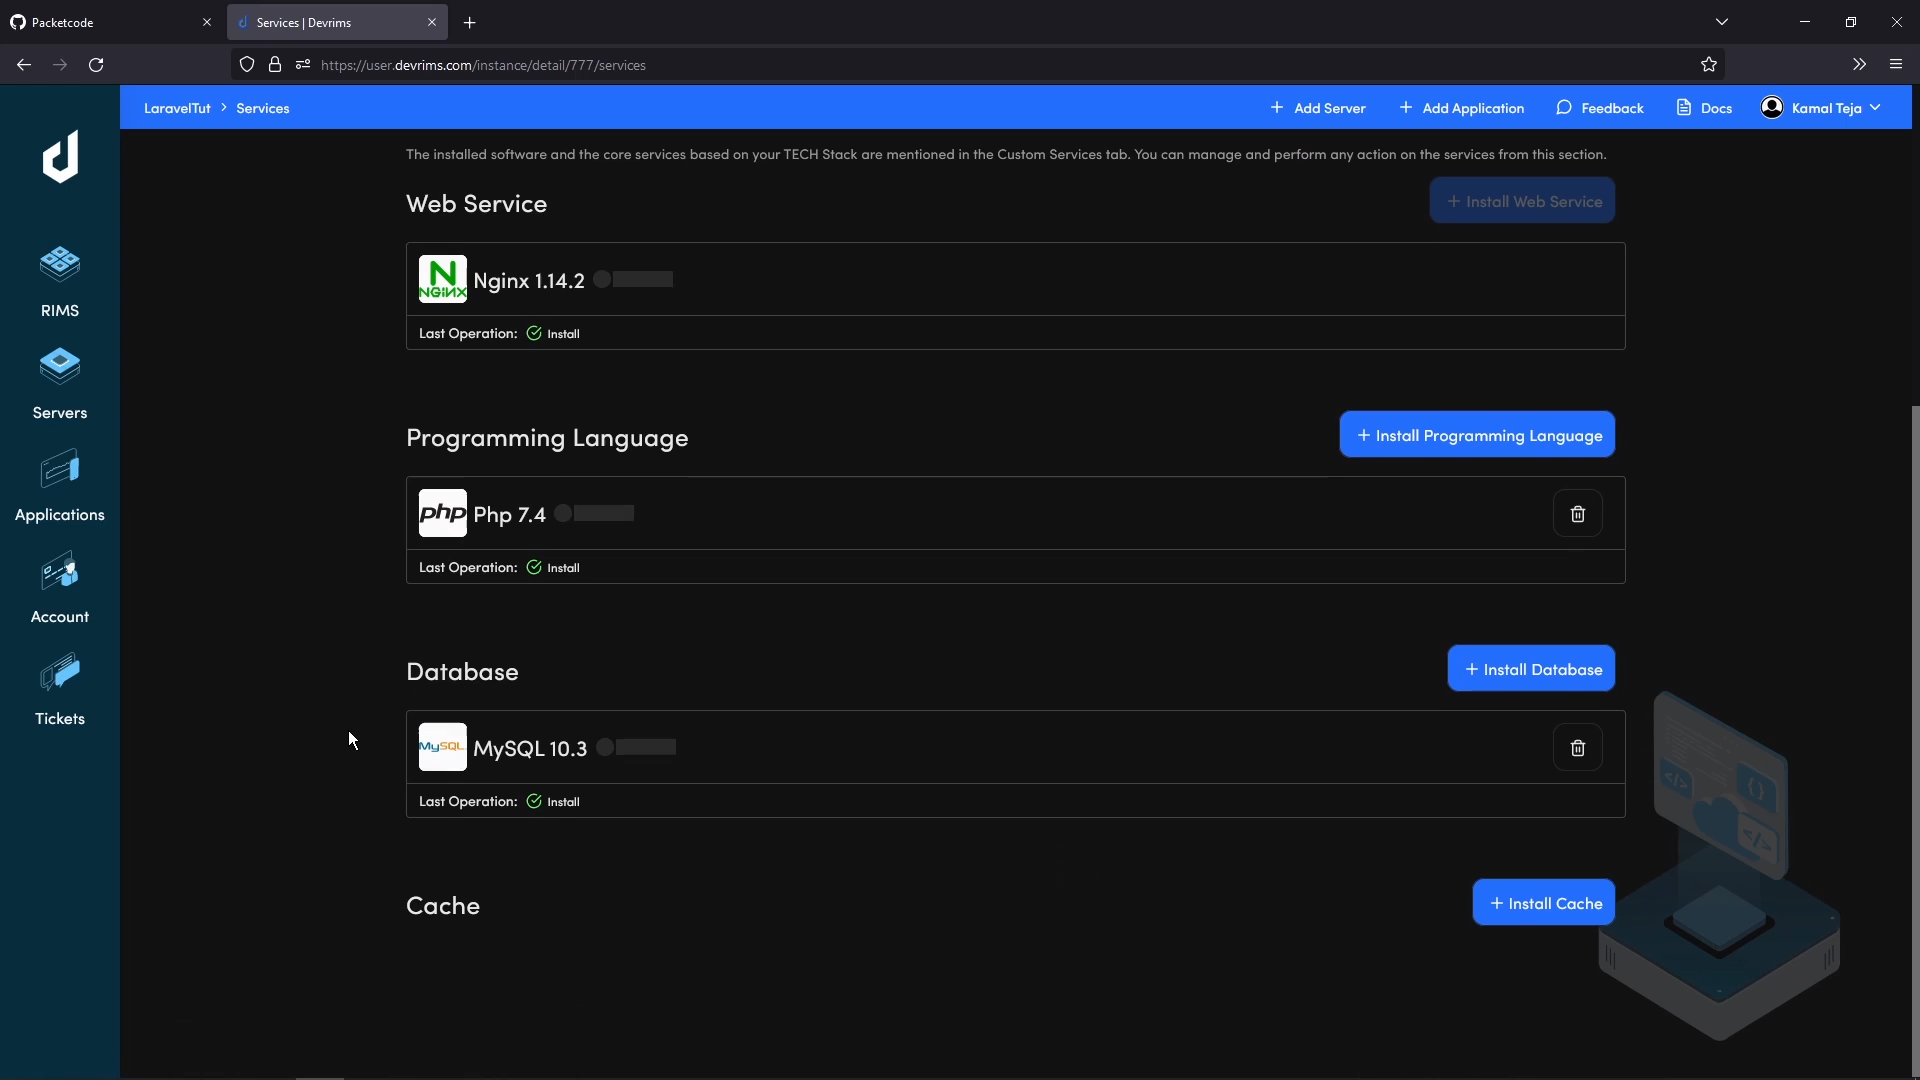 Packetcode
Services | Devrims
https://user.devrims.com/instance/detail/777/services
LaravelTut > Services
+ Add Server
+ Add Application
Feedback
Docs
Kamal Teja
RIMS
Servers
Applications
Account
Tickets
The installed software and the core services based on your TECH Stack are mentioned in the Custom Services tab. You can manage and perform any action on the services from this section.
Web Service
+ Install Web Service
NGINX
Nginx 1.14.2
Last Operation: Install
Programming Language
+ Install Programming Language
php
Php 7.4
Last Operation: Install
Database
+ Install Database
MySQL
MySQL 10.3
Last Operation: Install
Cache
+ Install Cache